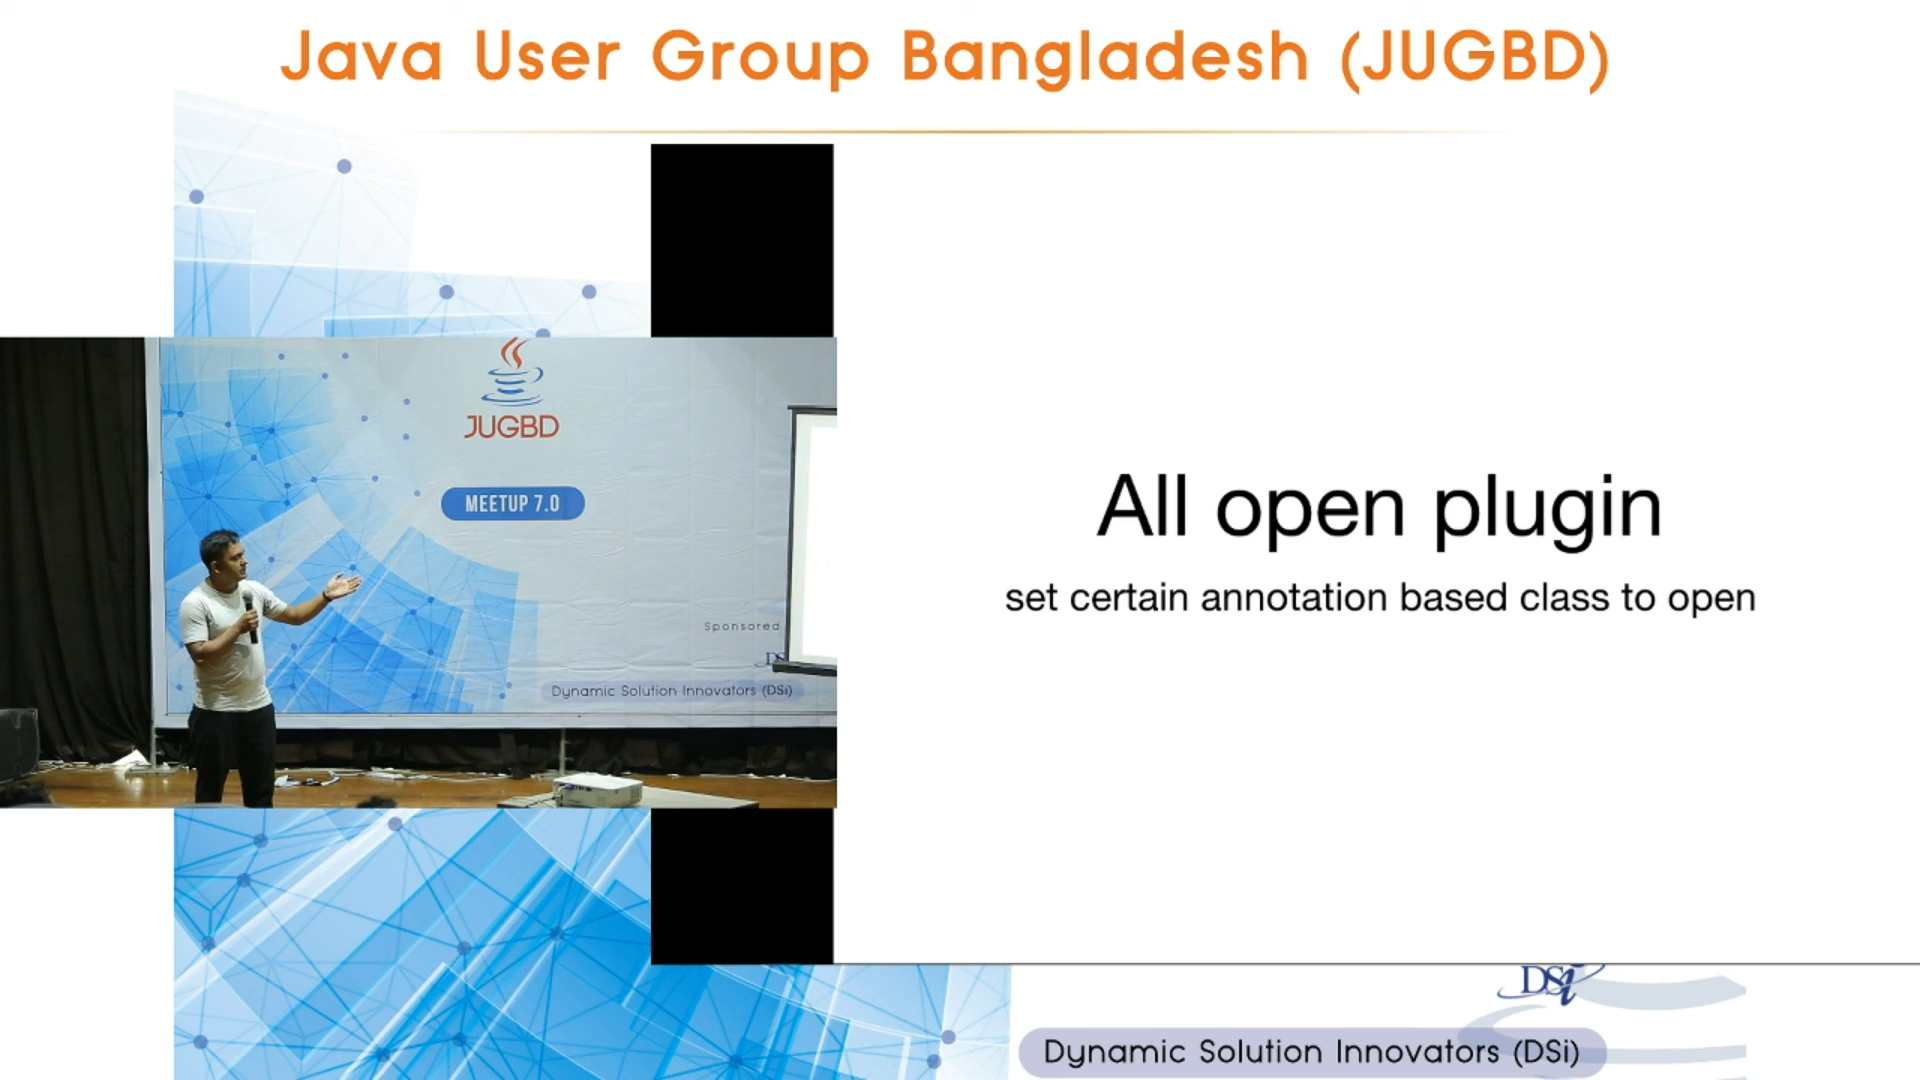 Java User Group Bangladesh (JUGBD)
JUGBD
MEETUP 7.0
Sponsored
DS
Dynamic Solution Innovators (DSi)
All open plugin
set certain annotation based class to open
DSi
Dynamic Solution Innovators (DSi)